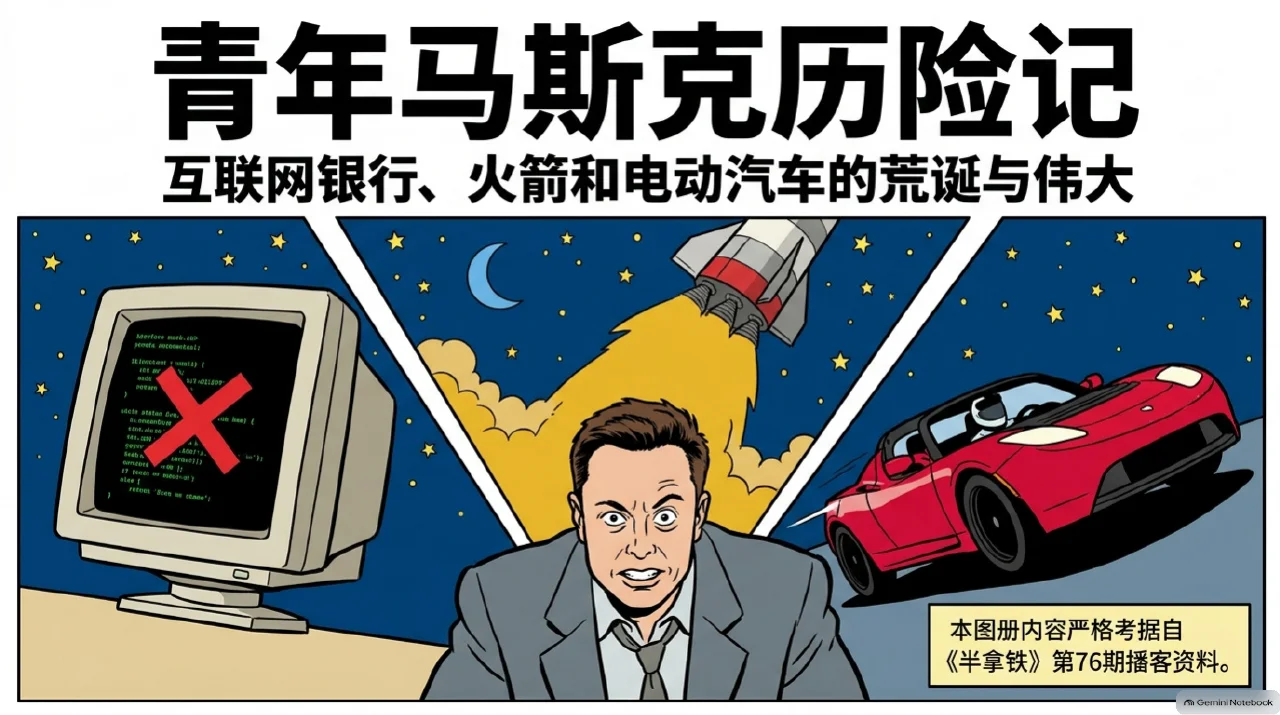 青年马斯克历险记
互联网银行、火箭和电动汽车的荒诞与伟大
本图册内容严格考据自
《半拿铁》第76期播客资料。
Gemini Notebook